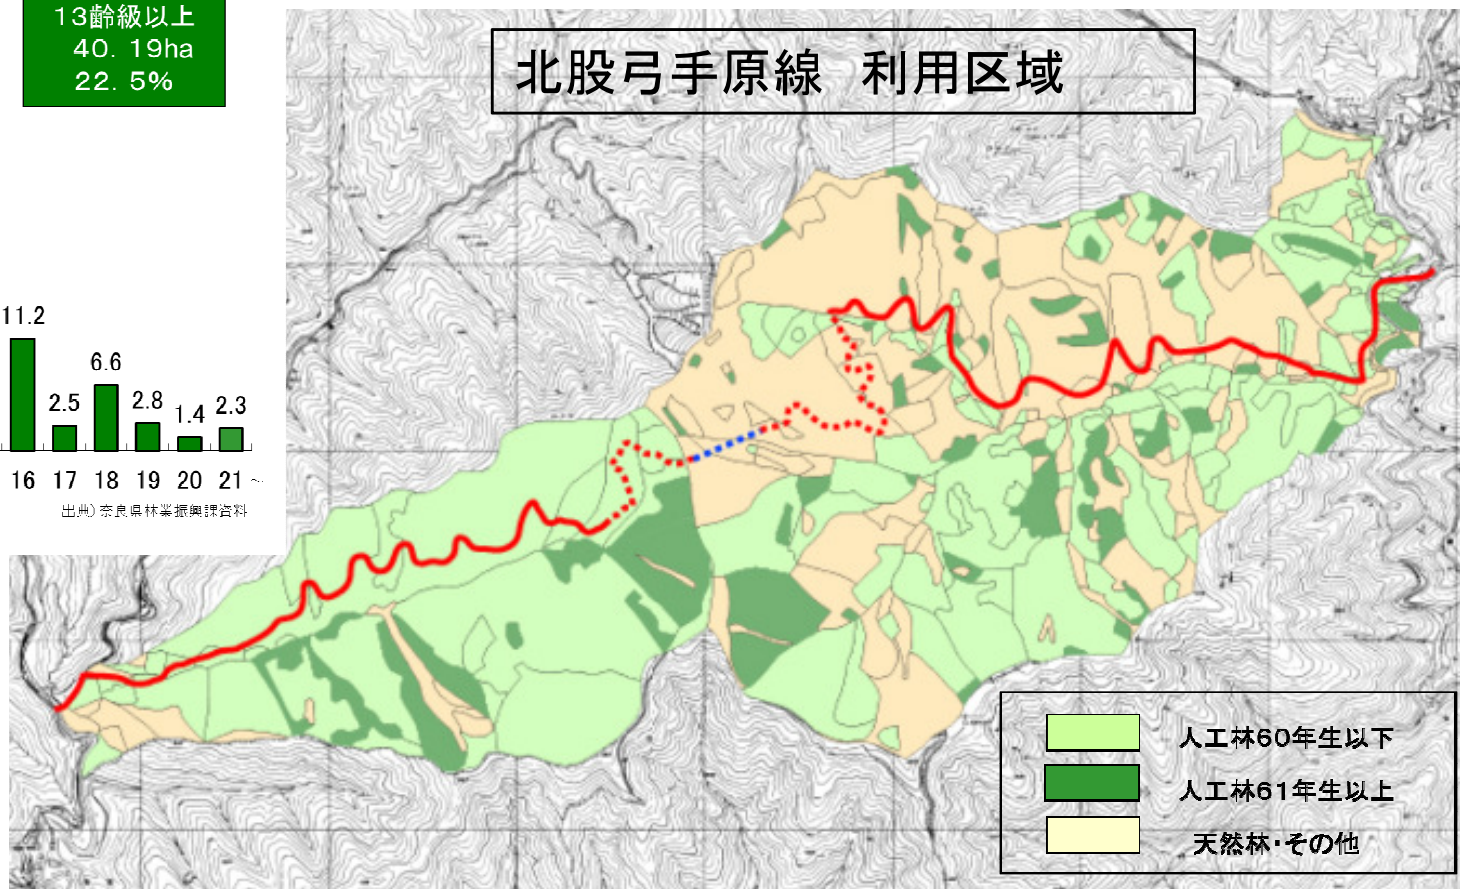 13齢級以上
40.19ha
22.5%
北股弓手原線　利用区域
11.2
2.5
6.6
2.8
1.4
2.3
16 17 18 19 20 21 ~
出典)奈良県林業振興課資料
人工林60年生以下
人工林61年生以上
天然林・その他